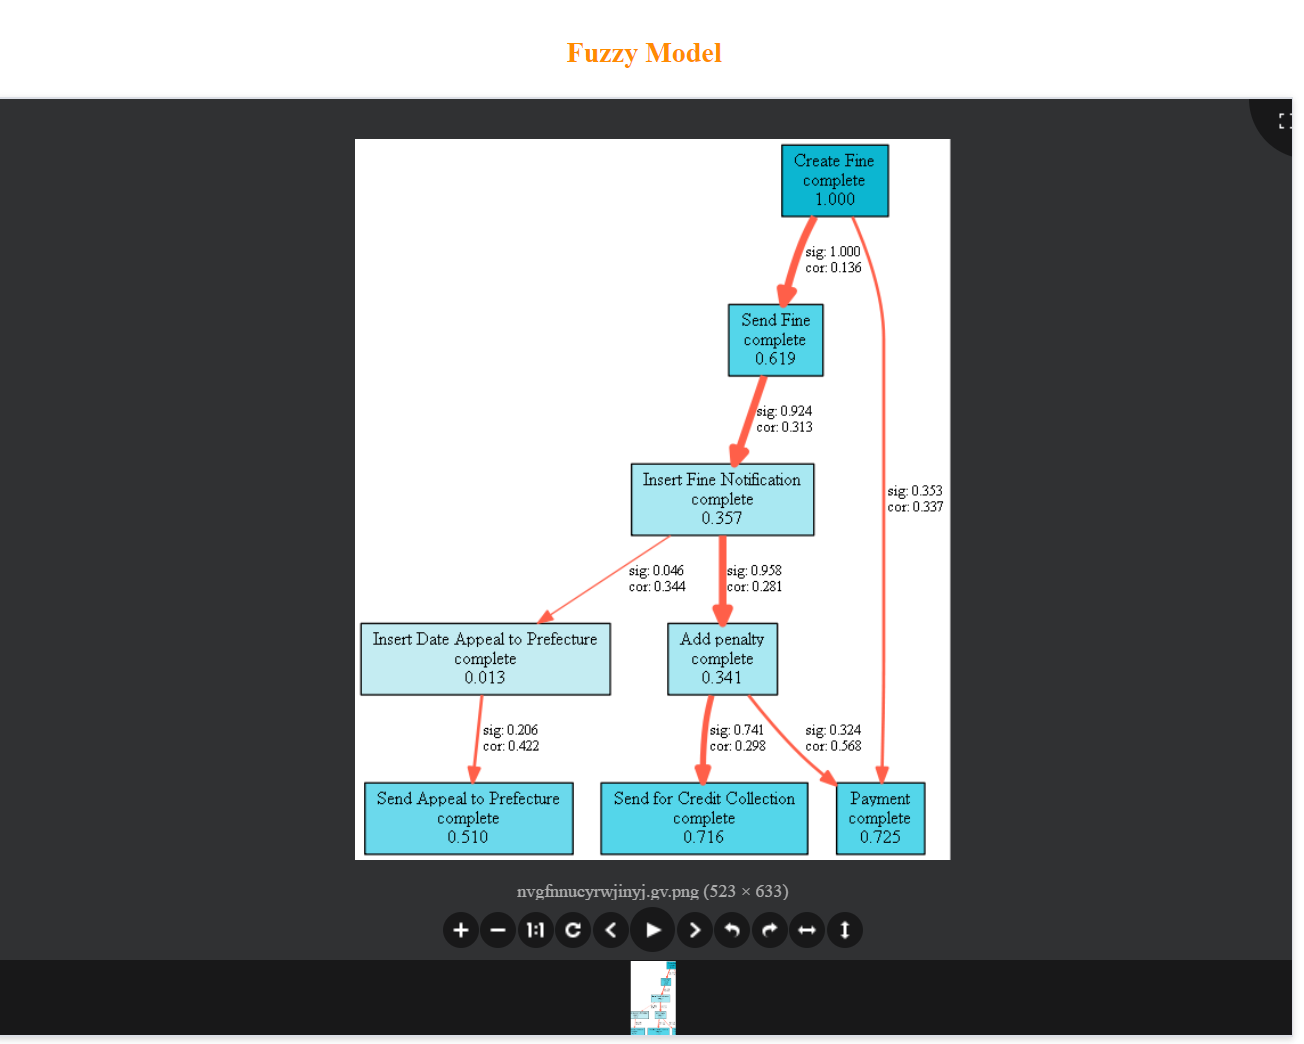 Fuzzy Model
Create Fine
complete
1.000
sig: 1.000
cor: 0.136
Send Fine
complete
0.619
sig: 0.924
cor: 0.313
Insert Fine Notification
complete
0.357
sig: 0.353
cor: 0.337
sig: 0.046
cor: 0.344
sig: 0.958
cor: 0.281
Insert Date Appeal to Prefecture
complete
0.013
Add penalty
complete
0.341
sig: 0.206
cor: 0.422
sig: 0.741
cor: 0.298
sig: 0.324
cor: 0.568
Send Appeal to Prefecture
complete
0.510
Send for Credit Collection
complete
0.716
Payment
complete
0.725
nvgfnnucyrwjinyj.gv.png (523 × 633)
1:1